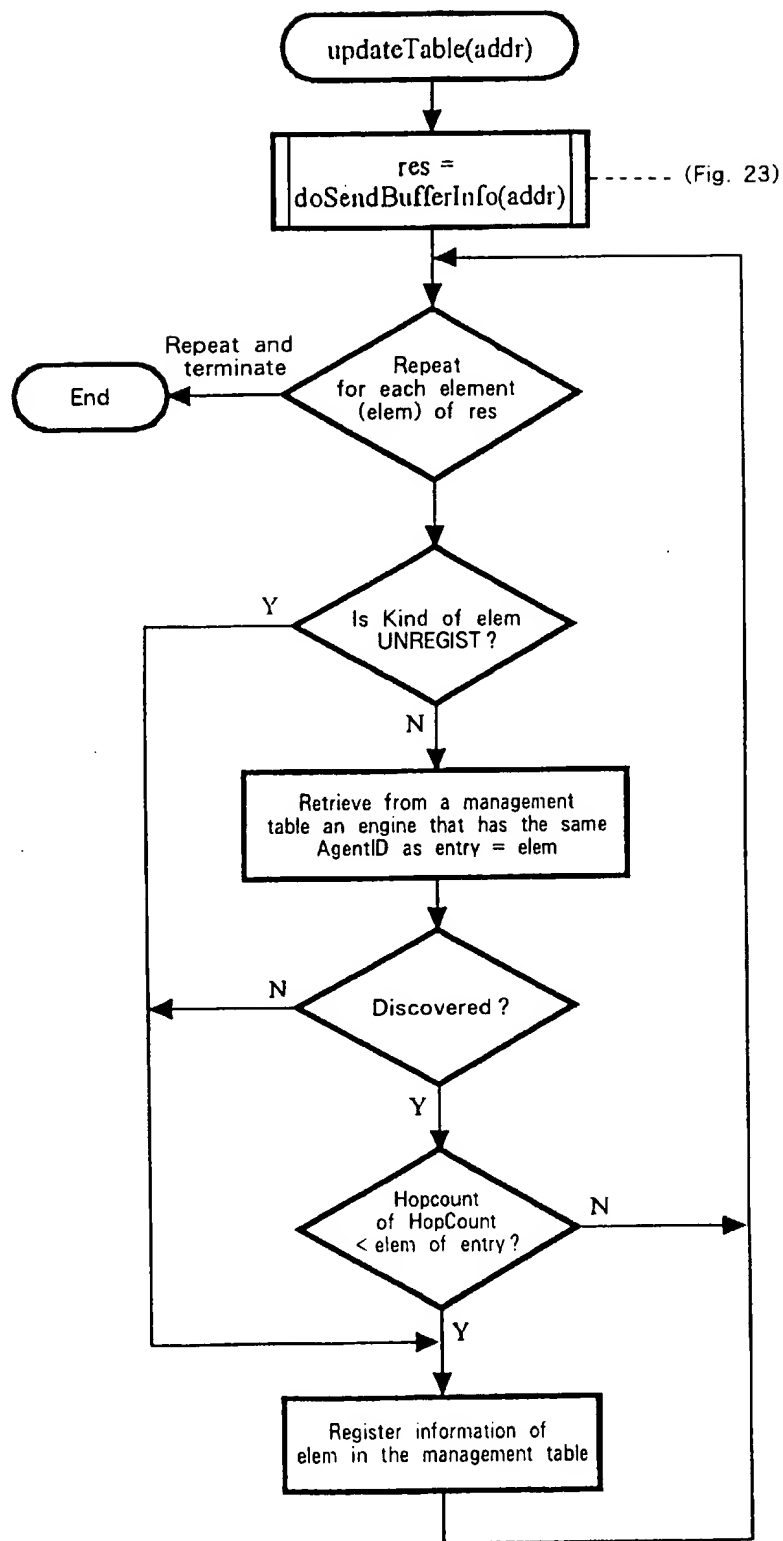 updateTable(addr)
res =
doSendBufferInfo(addr)
(Fig. 23)
Repeat and
terminate
End
Repeat
for each element
(elem) of res
Y
Is Kind of elem
UNREGIST?
N
Retrieve from a management
table an engine that has the same
AgentID as entry = elem
N
Discovered?
Y
Hopcount
of HopCount
< elem of entry?
N
Y
Register information of
elem in the management table